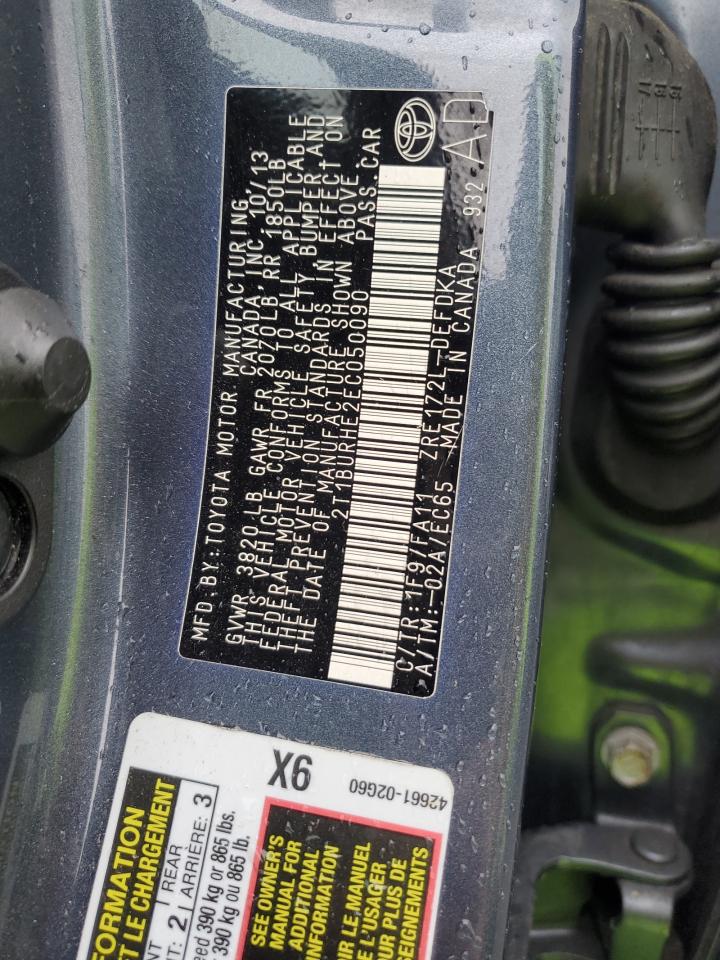 MFD.BY:TOYOTA MOTOR MANUFACTURING
CANADA,INC 10/13
GVWR 3820 LB GAWR FR 2070 LB RR 1850LB
THIS VEHICLE CONFORMS TO ALL APPLICABLE
FEDERAL MOTOR VEHICLE SAFETY, BUMPER AND
THEFT PREVENTION STANDARDS IN EFFECT ON
THE DATE OF MANUFACTURE SHOWN ABOVE.
2T1BURHE2EC050090 PASS.CAR
C/TR:1F9/FA11 ZRE172L-DEFDKA
A/TM:-02A/EC65 MADE IN CANADA 932
AD
X9
42661-02G60
FORMATION
ET LE CHARGEMENT
REAR
2 ARRIÈRE: 3
390 kg or 865 lbs.
390 kg ou 865 lb.
SEE OWNER'S
MANUAL FOR
ADDITIONAL
INFORMATION
LE MANUEL
L'USAGER
PLUS DE